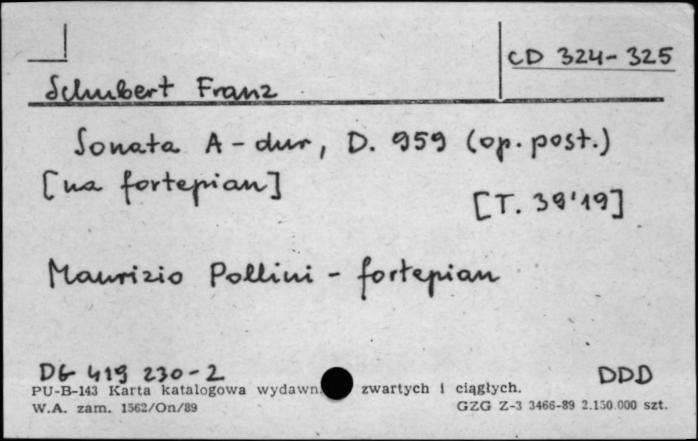 CD 324-325
Schubert Franz
Sonata A-dur, D. 959 (op. post.)
[na fortepian]
[T. 39'19]
Maurizio Pollini - fortepian
DG 419 230-2
DDD
PU-B-143 Karta katalogowa wydawn zwartych i ciągłych.
W.A. zam. 1562/On/89
GZG Z-3 3466-89 2.150.000 szt.